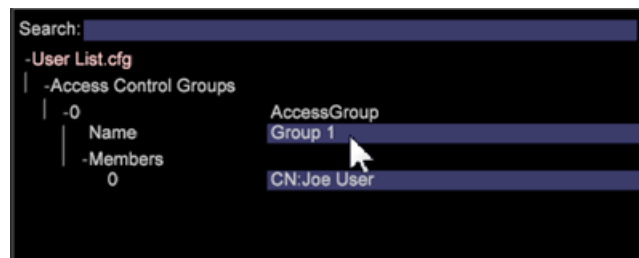 Search:
-User List.cfg
-Access Control Groups
-0 AccessGroup
Name Group 1
-Members
0 CN:Joe User